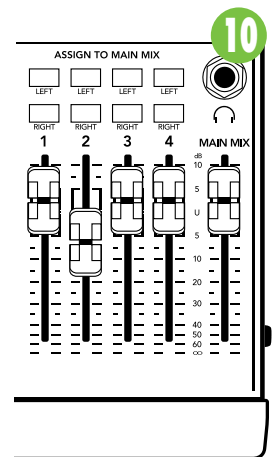 10
ASSIGN TO MAIN MIX
LEFT LEFT LEFT LEFT
RIGHT RIGHT RIGHT RIGHT
1 2 3 4 MAIN MIX
dB
10
5
U
5
10
20
30
40
50
60
∞